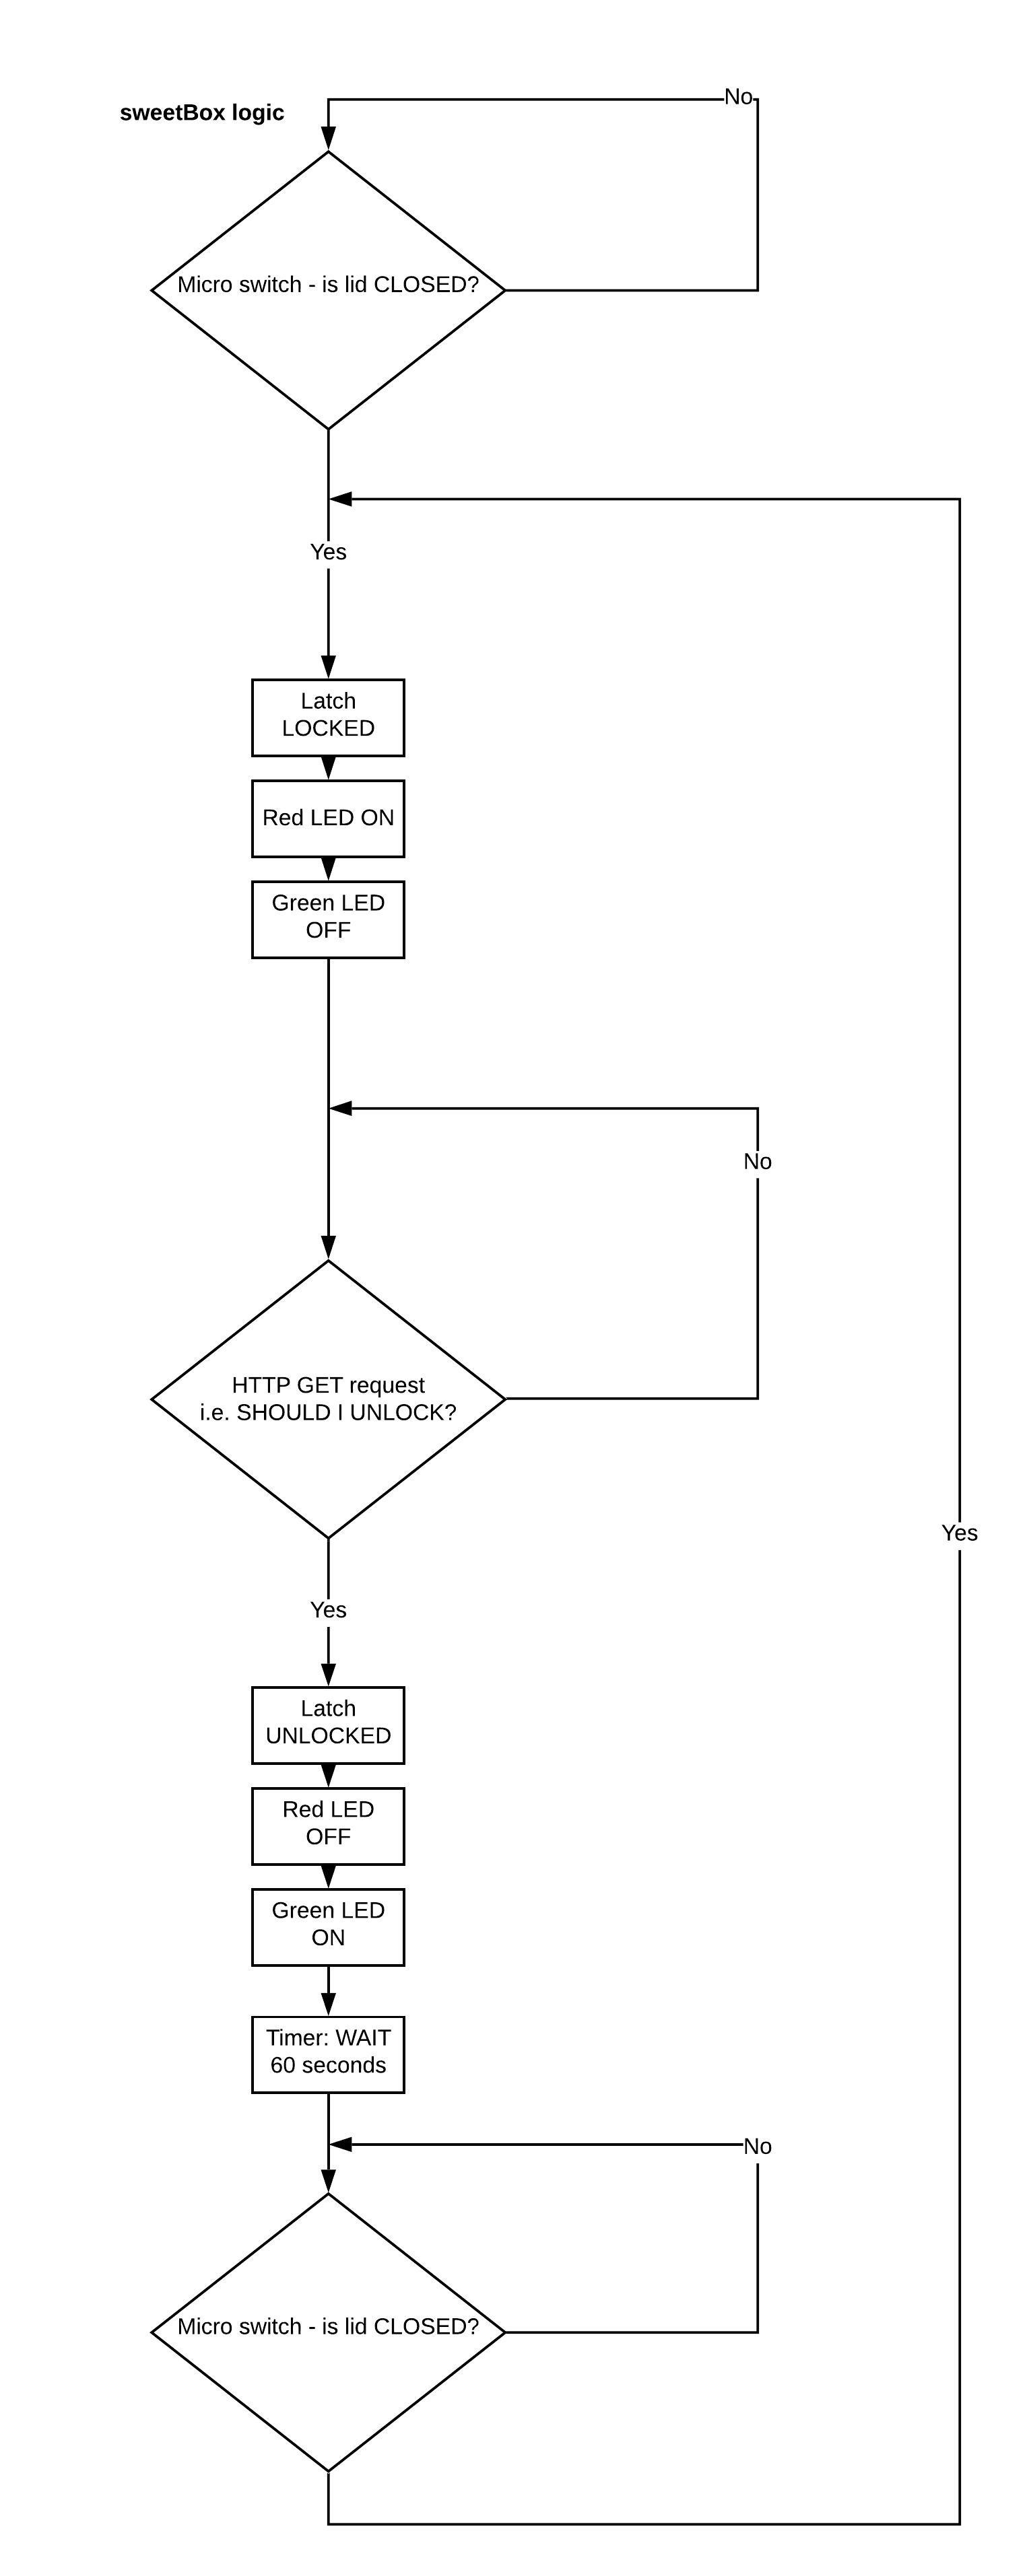 sweetBox logic
No
Micro switch - is lid CLOSED?
Yes
Latch
LOCKED
Red LED ON
Green LED
OFF
No
HTTP GET request
i.e. SHOULD I UNLOCK?
Yes
Yes
Latch
UNLOCKED
Red LED
OFF
Green LED
ON
Timer: WAIT
60 seconds
No
Micro switch - is lid CLOSED?